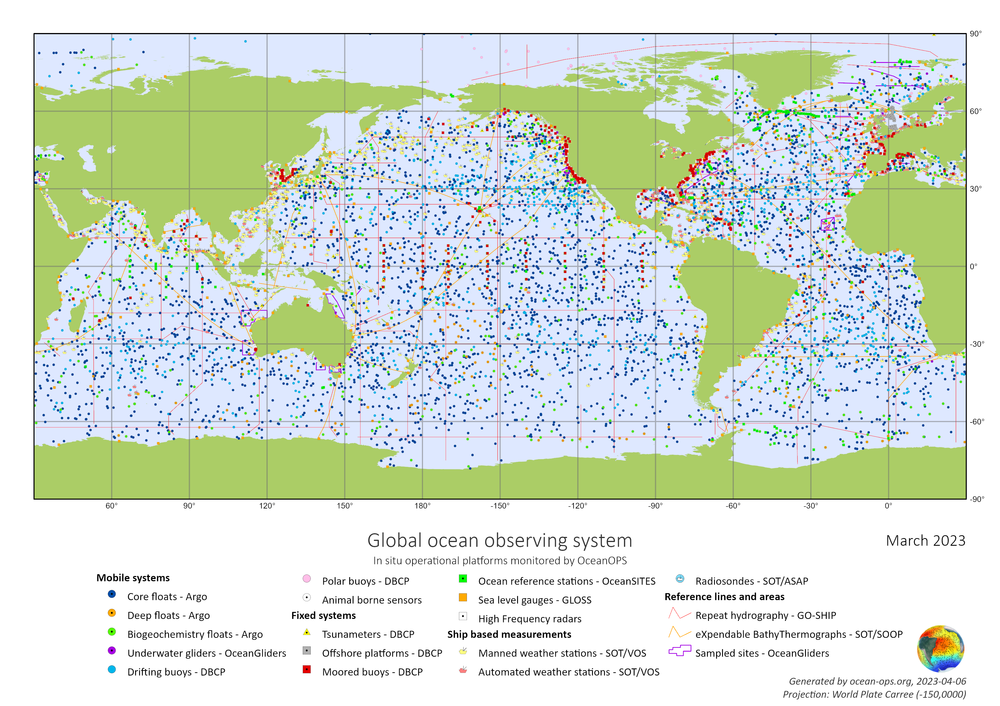 90°
60°
30°
0°
-30°
-60°
-90°
60°
90°
120°
150°
180°
-150°
-120°
-90°
-60°
-30°
0°
Global ocean observing system
March 2023
In situ operational platforms monitored by OceanOPS
Mobile systems
Core floats - Argo
Deep floats - Argo
Biogeochemistry floats - Argo
Underwater gliders - OceanGliders
Drifting buoys - DBCP
Polar buoys - DBCP
Animal borne sensors
Fixed systems
Tsunameters - DBCP
Offshore platforms - DBCP
Moored buoys - DBCP
Ocean reference stations - OceanSITES
Sea level gauges - GLOSS
High Frequency radars
Ship based measurements
Manned weather stations - SOT/VOS
Automated weather stations - SOT/VOS
Radiosondes - SOT/ASAP
Reference lines and areas
Repeat hydrography - GO-SHIP
eXpendable BathyThermographs - SOT/SOOP
Sampled sites - OceanGliders
Generated by ocean-ops.org, 2023-04-06
Projection: World Plate Carree (-150,0000)